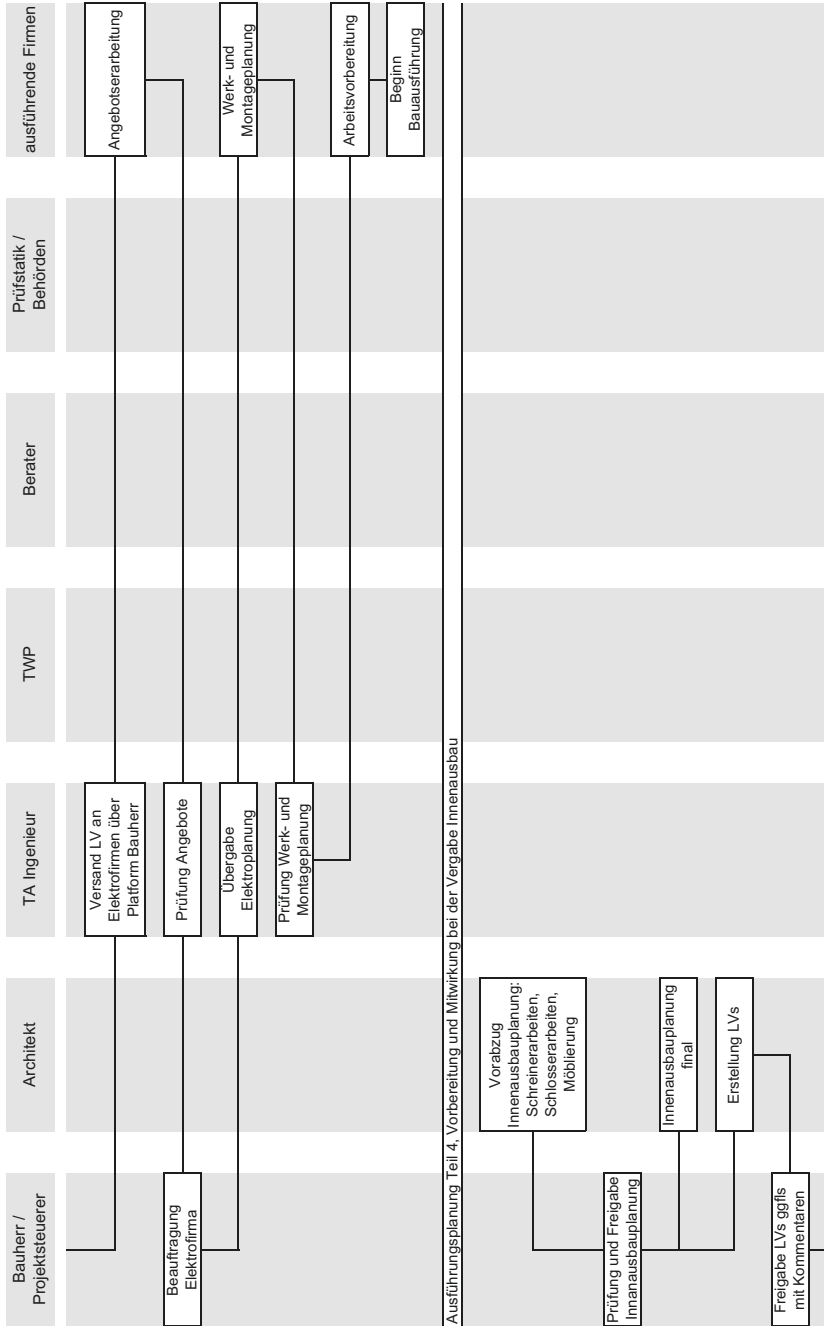 Bauherr /
Projektsteuerer
Architekt
TA Ingenieur
TWP
Berater
Prüfstatik /
Behörden
ausführende Firmen
Versand LV an
Elektrofirmen über
Platform Bauherr
Angebotserarbeitung
Beauftragung
Elektrofirma
Prüfung Angebote
Übergabe
Elektroplanung
Werk- und
Montageplanung
Prüfung Werk- und
Montageplanung
Arbeitsvorbereitung
Beginn
Bauausführung
Ausführungsplanung Teil 4, Vorbereitung und Mitwirkung bei der Vergabe Innenausbau
Vorabzug
Innenausbauplanung:
Schreinerarbeiten,
Schlosserarbeiten,
Möblierung
Prüfung und Freigabe
Innanausbauplanung
Innenausbauplanung
final
Erstellung LVs
Freigabe LVs ggfls
mit Kommentaren